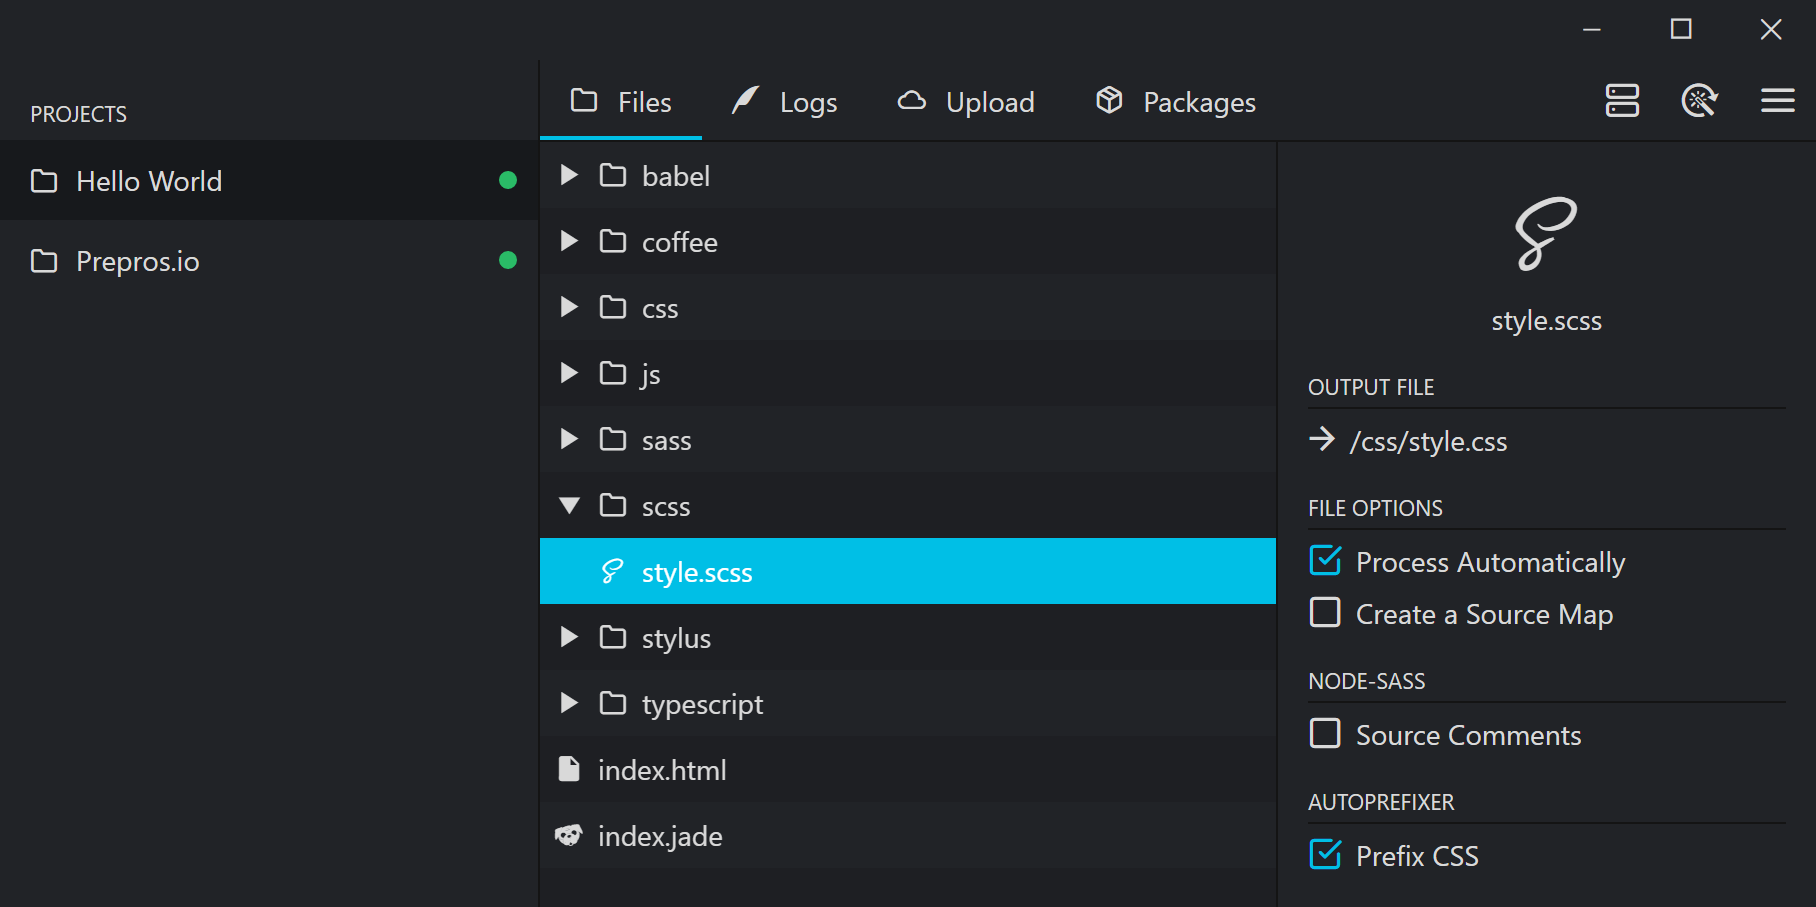 PROJECTS
Hello World
Prepros.io
Files
Logs
Upload
Packages
babel
coffee
css
js
sass
scss
style.scss
stylus
typescript
index.html
index.jade
style.scss
OUTPUT FILE
/css/style.css
FILE OPTIONS
Process Automatically
Create a Source Map
NODE-SASS
Source Comments
AUTOPREFIXER
Prefix CSS